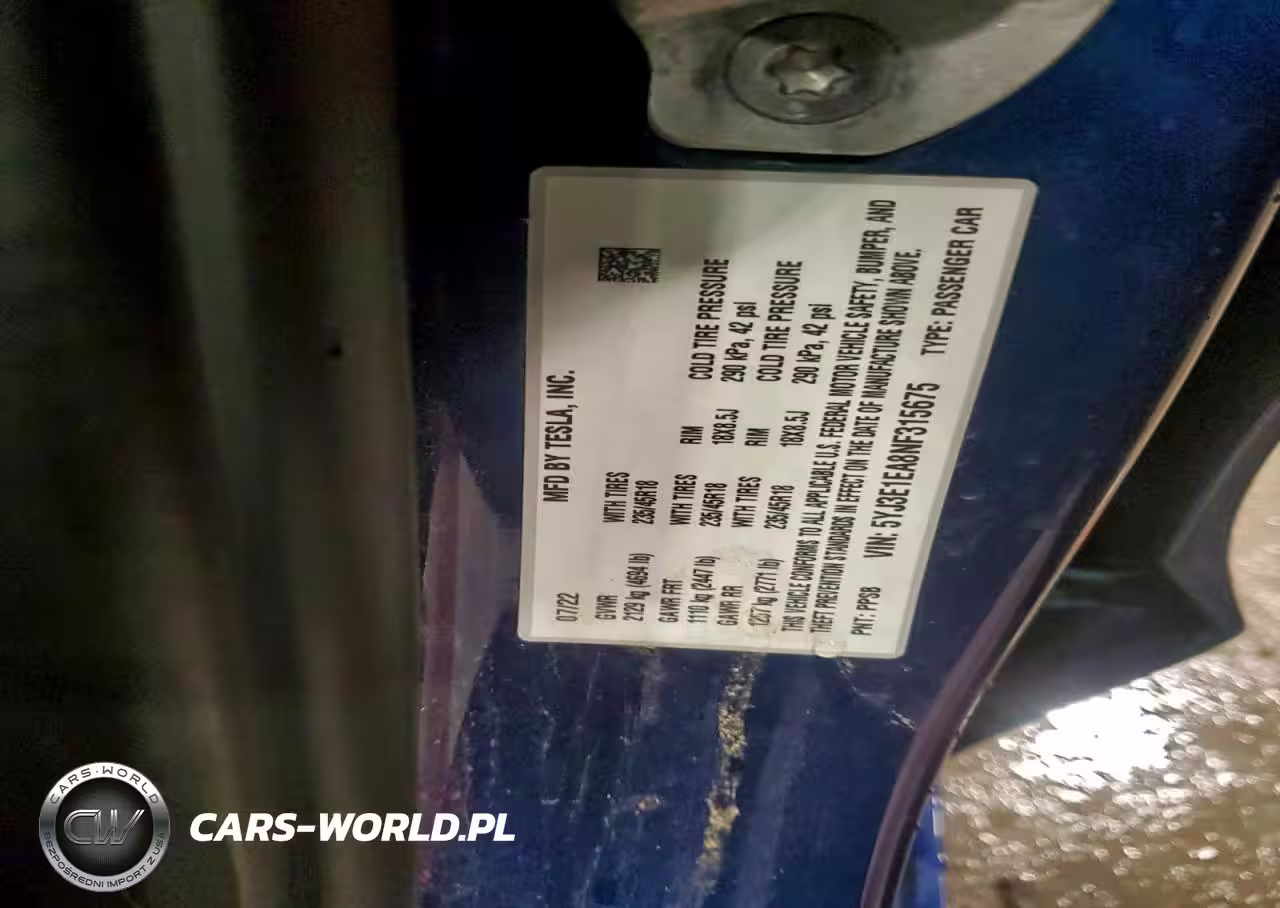 07/22 MFD BY TESLA, INC.
GVWR WITH TIRES
2129 kg (4694 lb) 235/45R18
GAWR FRT WITH TIRES RIM COLD TIRE PRESSURE
1110 kg (2447 lb) 235/45R18 18X8.5J 290 kPa, 42 psi
GAWR RR WITH TIRES RIM COLD TIRE PRESSURE
1257 kg (2771 lb) 235/45R18 18X8.5J 290 kPa, 42 psi
THIS VEHICLE CONFORMS TO ALL APPLICABLE U.S. FEDERAL MOTOR VEHICLE SAFETY, BUMPER, AND
THEFT PREVENTION STANDARDS IN EFFECT ON THE DATE OF MANUFACTURE SHOWN ABOVE.
PNT: PPSB VIN: 5YJ3E1EA8NF315675 TYPE: PASSENGER CAR
CARS-WORLD
CW
BEZPOŚREDNI IMPORT Z USA
CARS-WORLD.PL